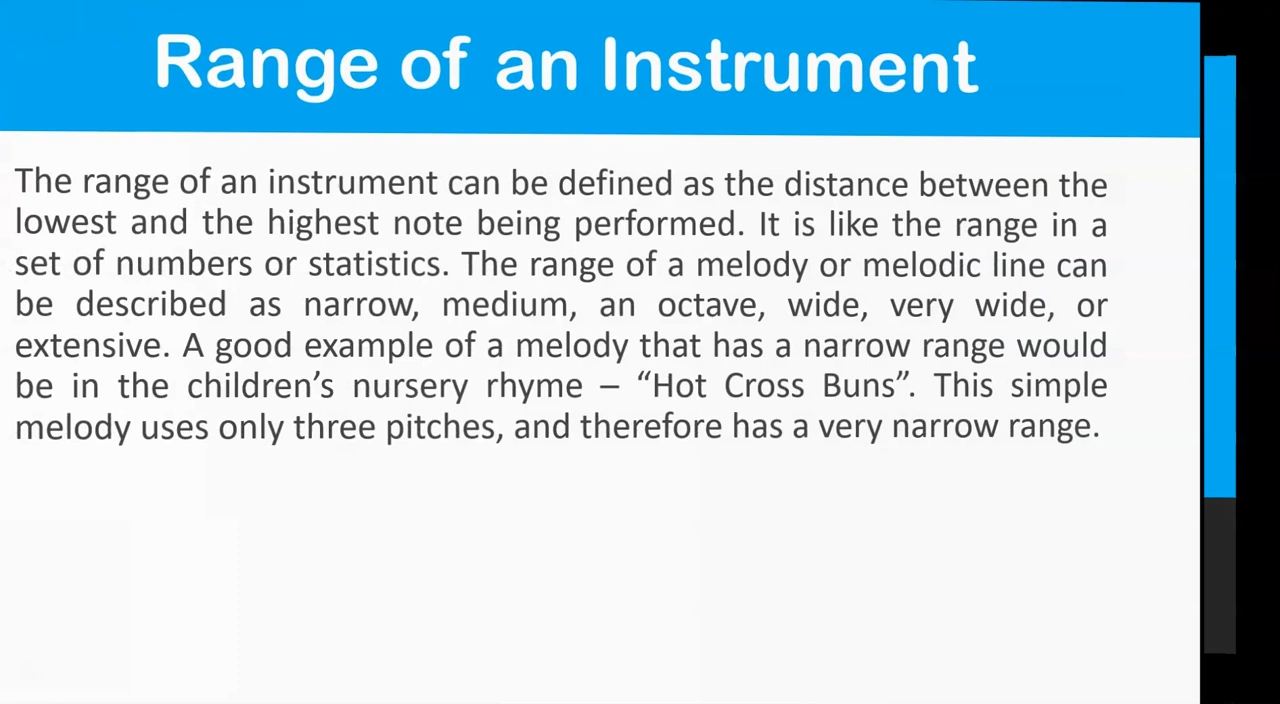 Range of an Instrument
The range of an instrument can be defined as the distance between the
lowest and the highest note being performed. It is like the range in a
set of numbers or statistics. The range of a melody or melodic line can
be described as narrow, medium, an octave, wide, very wide, or
extensive. A good example of a melody that has a narrow range would
be in the children’s nursery rhyme – “Hot Cross Buns”. This simple
melody uses only three pitches, and therefore has a very narrow range.